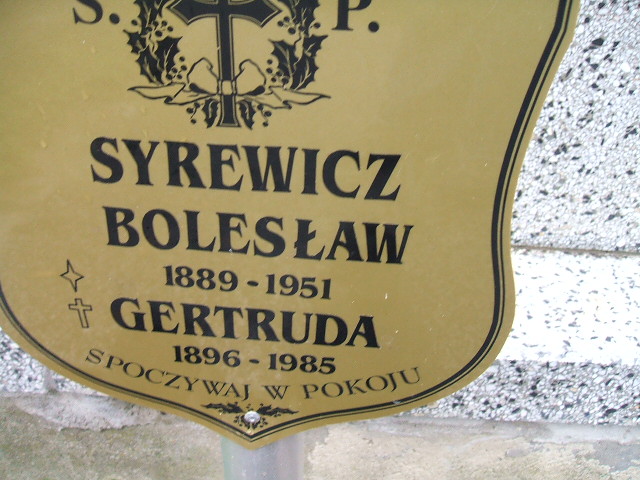 S. P.
SYREWICZ
BOLESŁAW
1889 - 1951
GERTRUDA
1896 - 1985
SPOCZYWAJ W POKOJU